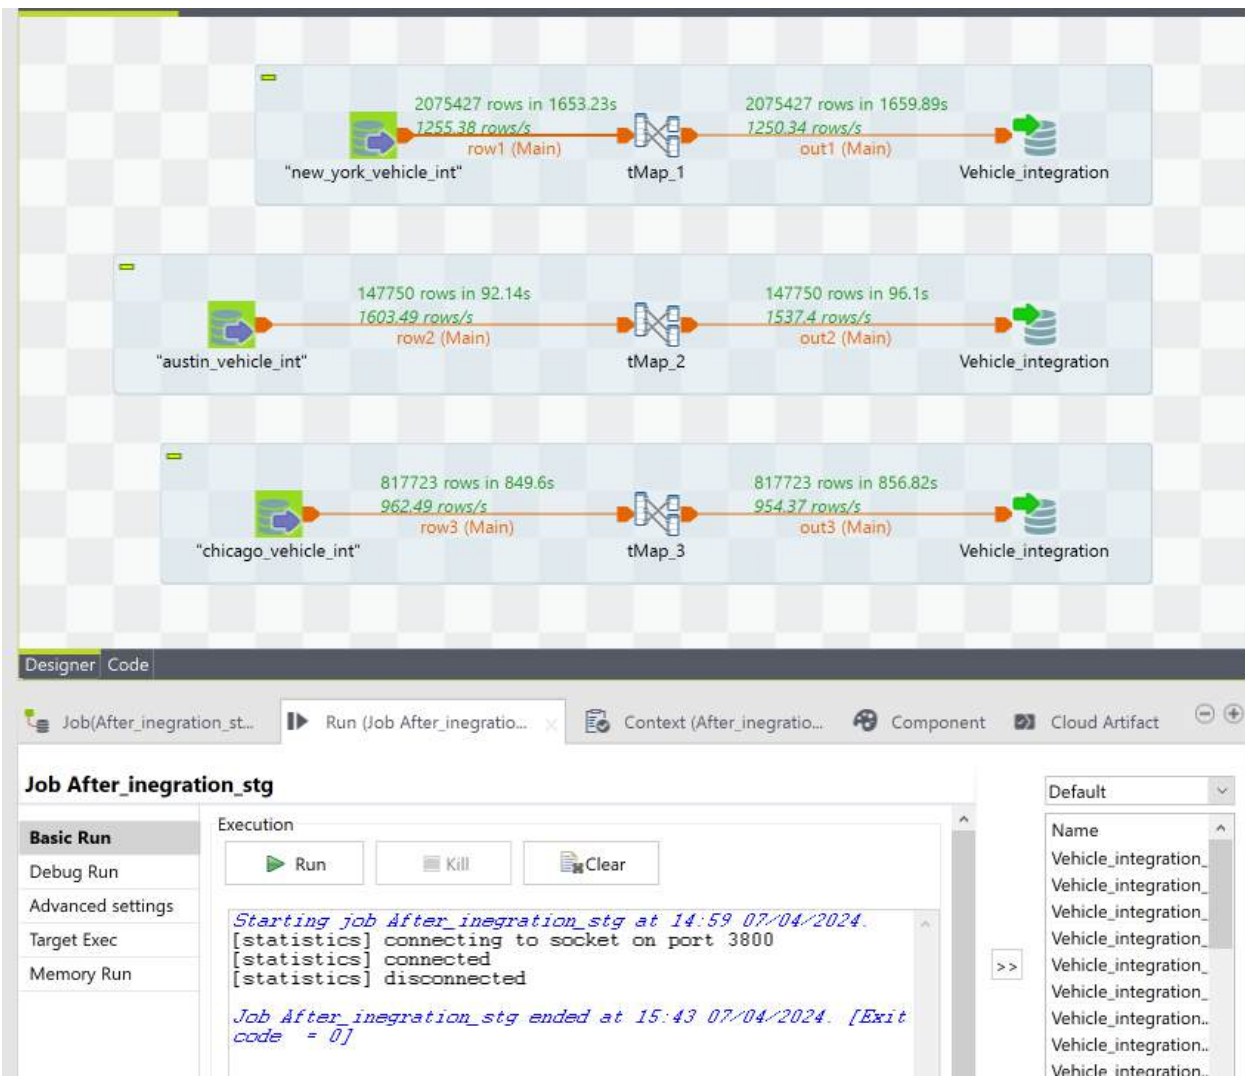 2075427 rows in 1653.23s
1255.38 rows/s
row1 (Main)
2075427 rows in 1659.89s
1250.34 rows/s
out1 (Main)
"new_york_vehicle_int"
tMap_1
Vehicle_integration
147750 rows in 92.14s
1603.49 rows/s
row2 (Main)
147750 rows in 96.1s
1537.4 rows/s
out2 (Main)
"austin_vehicle_int"
tMap_2
Vehicle_integration
817723 rows in 849.6s
962.49 rows/s
row3 (Main)
817723 rows in 856.82s
954.37 rows/s
out3 (Main)
"chicago_vehicle_int"
tMap_3
Vehicle_integration
Designer Code
Job(After_inegration_st... Run (Job After_inegratio... Context (After_inegratio... Component Cloud Artifact
Job After_inegration_stg
Basic Run
Debug Run
Advanced settings
Target Exec
Memory Run
Execution
Run Kill Clear
Starting job After_inegration_stg at 14:59 07/04/2024.
[statistics] connecting to socket on port 3800
[statistics] connected
[statistics] disconnected
Job After_inegration_stg ended at 15:43 07/04/2024. [Exit
code = 0]
>>
Default
Name
Vehicle_integration_
Vehicle_integration_
Vehicle_integration_
Vehicle_integration_
Vehicle_integration_
Vehicle_integration_
Vehicle_integration..
Vehicle_integration..
Vehicle_integration..